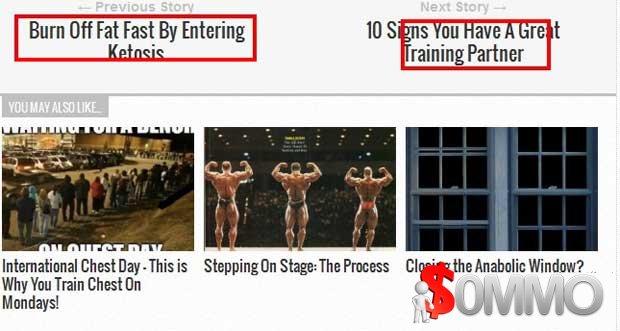 ← Previous Story
Next Story →
Burn Off Fat Fast By Entering
Ketosis
10 Signs You Have A Great
Training Partner
YOU MAY ALSO LIKE...
WAITING FOR A BENCH
ON CHEST DAY
International Chest Day - This is
Why You Train Chest On
Mondays!
Stepping On Stage: The Process
Closing the Anabolic Window?
$OMMO